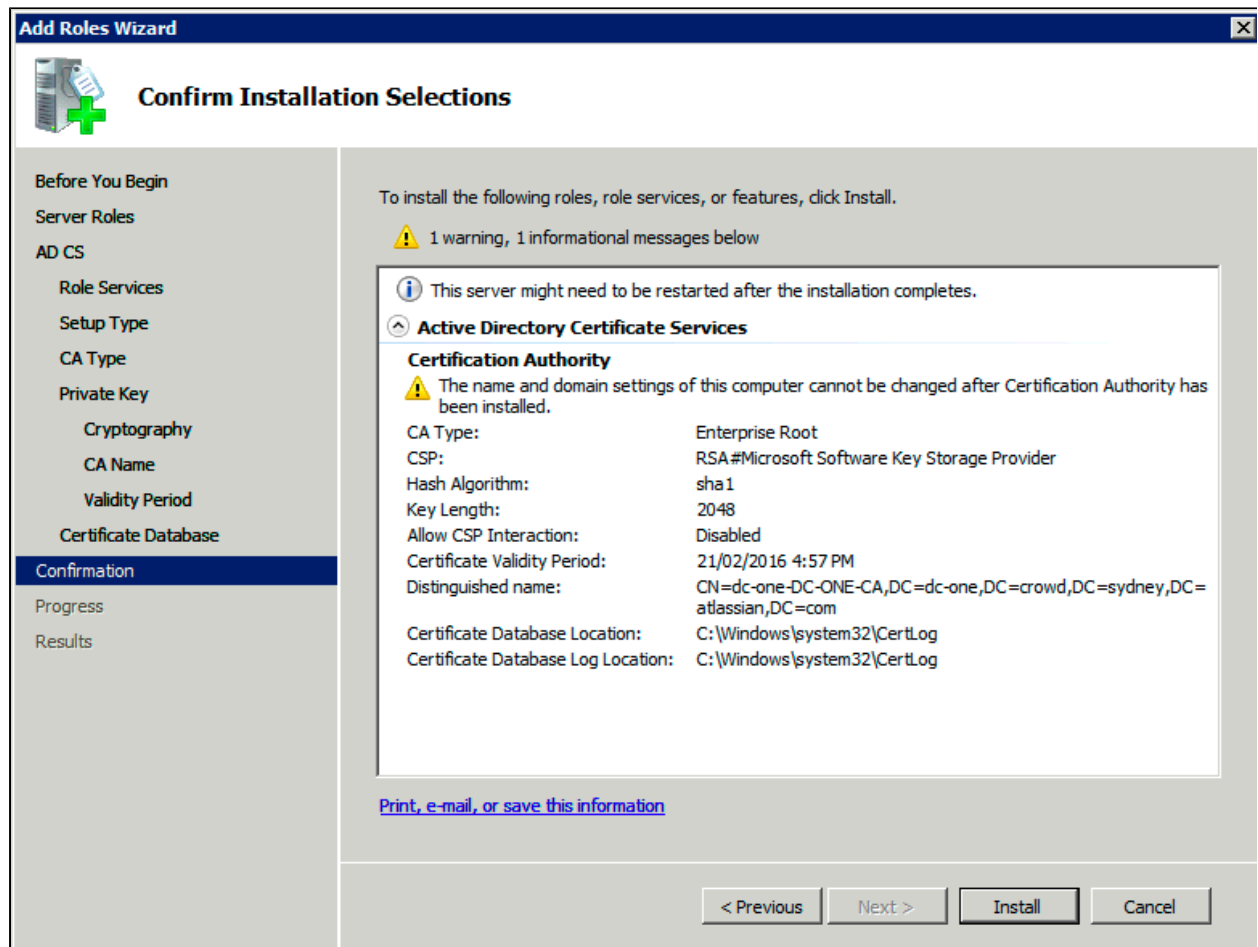 Add Roles Wizard
Confirm Installation Selections
Before You Begin
Server Roles
AD CS
Role Services
Setup Type
CA Type
Private Key
Cryptography
CA Name
Validity Period
Certificate Database
Confirmation
Progress
Results
To install the following roles, role services, or features, click Install.
1 warning, 1 informational messages below
This server might need to be restarted after the installation completes.
Active Directory Certificate Services
Certification Authority
The name and domain settings of this computer cannot be changed after Certification Authority has
been installed.
CA Type: Enterprise Root
CSP: RSA#Microsoft Software Key Storage Provider
Hash Algorithm: sha1
Key Length: 2048
Allow CSP Interaction: Disabled
Certificate Validity Period: 21/02/2016 4:57 PM
Distinguished name: CN=dc-one-DC-ONE-CA,DC=dc-one,DC=crowd,DC=sydney,DC=
atlassian,DC=com
Certificate Database Location: C:\Windows\system32\CertLog
Certificate Database Log Location: C:\Windows\system32\CertLog
Print, e-mail, or save this information
< Previous Next > Install Cancel